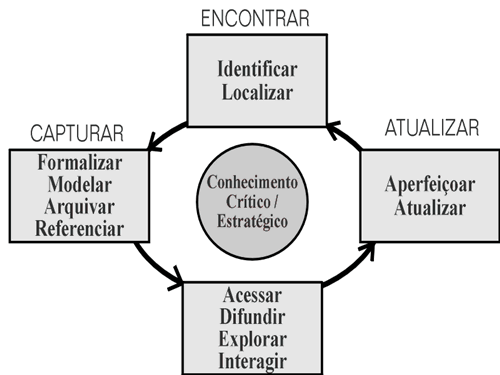 ENCONTRAR
Identificar
Localizar
CAPTURAR
Formalizar
Modelar
Arquivar
Referenciar
Conhecimento
Crítico /
Estratégico
ATUALIZAR
Aperfeiçoar
Atualizar
Acessar
Difundir
Explorar
Interagir